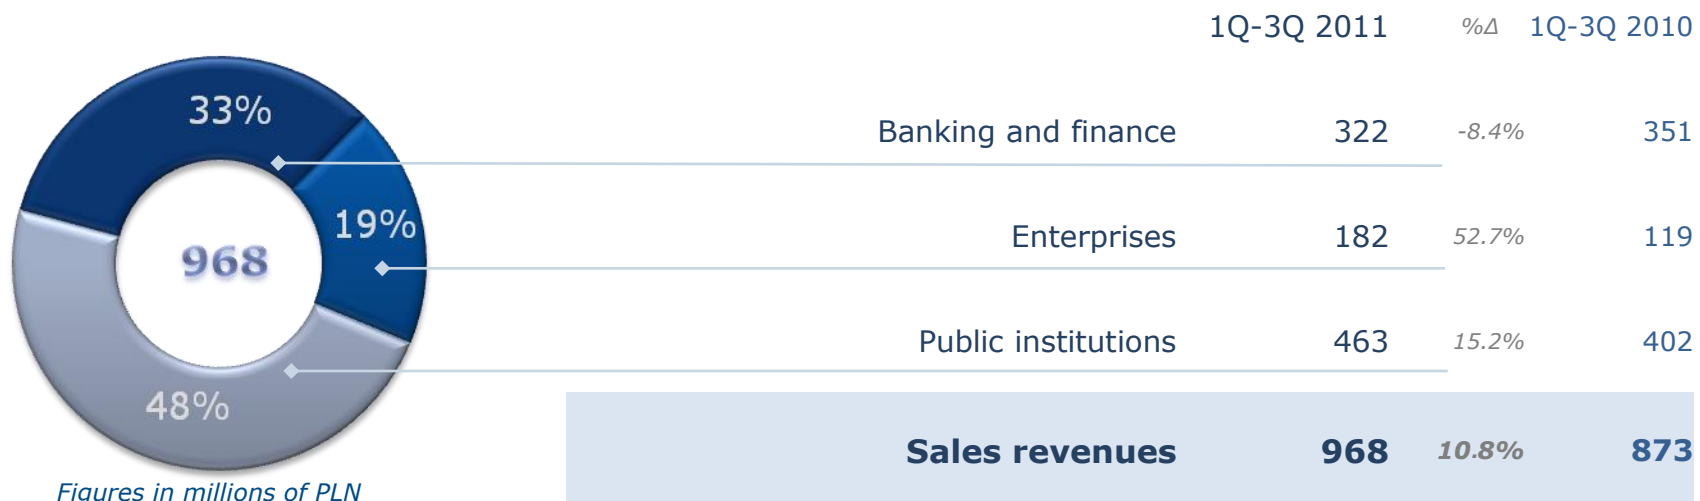 1Q-3Q 2011 %Δ 1Q-3Q 2010
33%
Banking and finance 322 -8.4% 351
19%
968
Enterprises 182 52.7% 119
Public institutions 463 15.2% 402
48%
Sales revenues 968 10.8% 873
Figures in millions of PLN